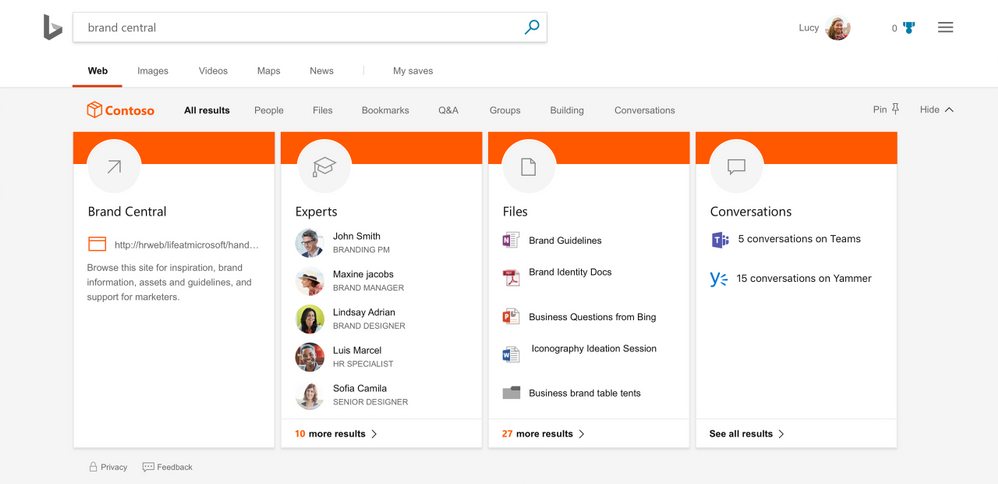 brand central
Lucy
0
Web Images Videos Maps News My saves
Contoso All results People Files Bookmarks Q&A Groups Building Conversations Pin Hide
Brand Central
http://hrweb/lifeatmicrosoft/hand...
Browse this site for inspiration, brand
information, assets and guidelines, and
support for marketers.
Experts
John Smith
BRANDING PM
Maxine jacobs
BRAND MANAGER
Lindsay Adrian
BRAND DESIGNER
Luis Marcel
HR SPECIALIST
Sofia Camila
SENIOR DESIGNER
10 more results
Files
Brand Guidelines
Brand Identity Docs
Business Questions from Bing
Iconography Ideation Session
Business brand table tents
27 more results
Conversations
5 conversations on Teams
15 conversations on Yammer
See all results
Privacy Feedback